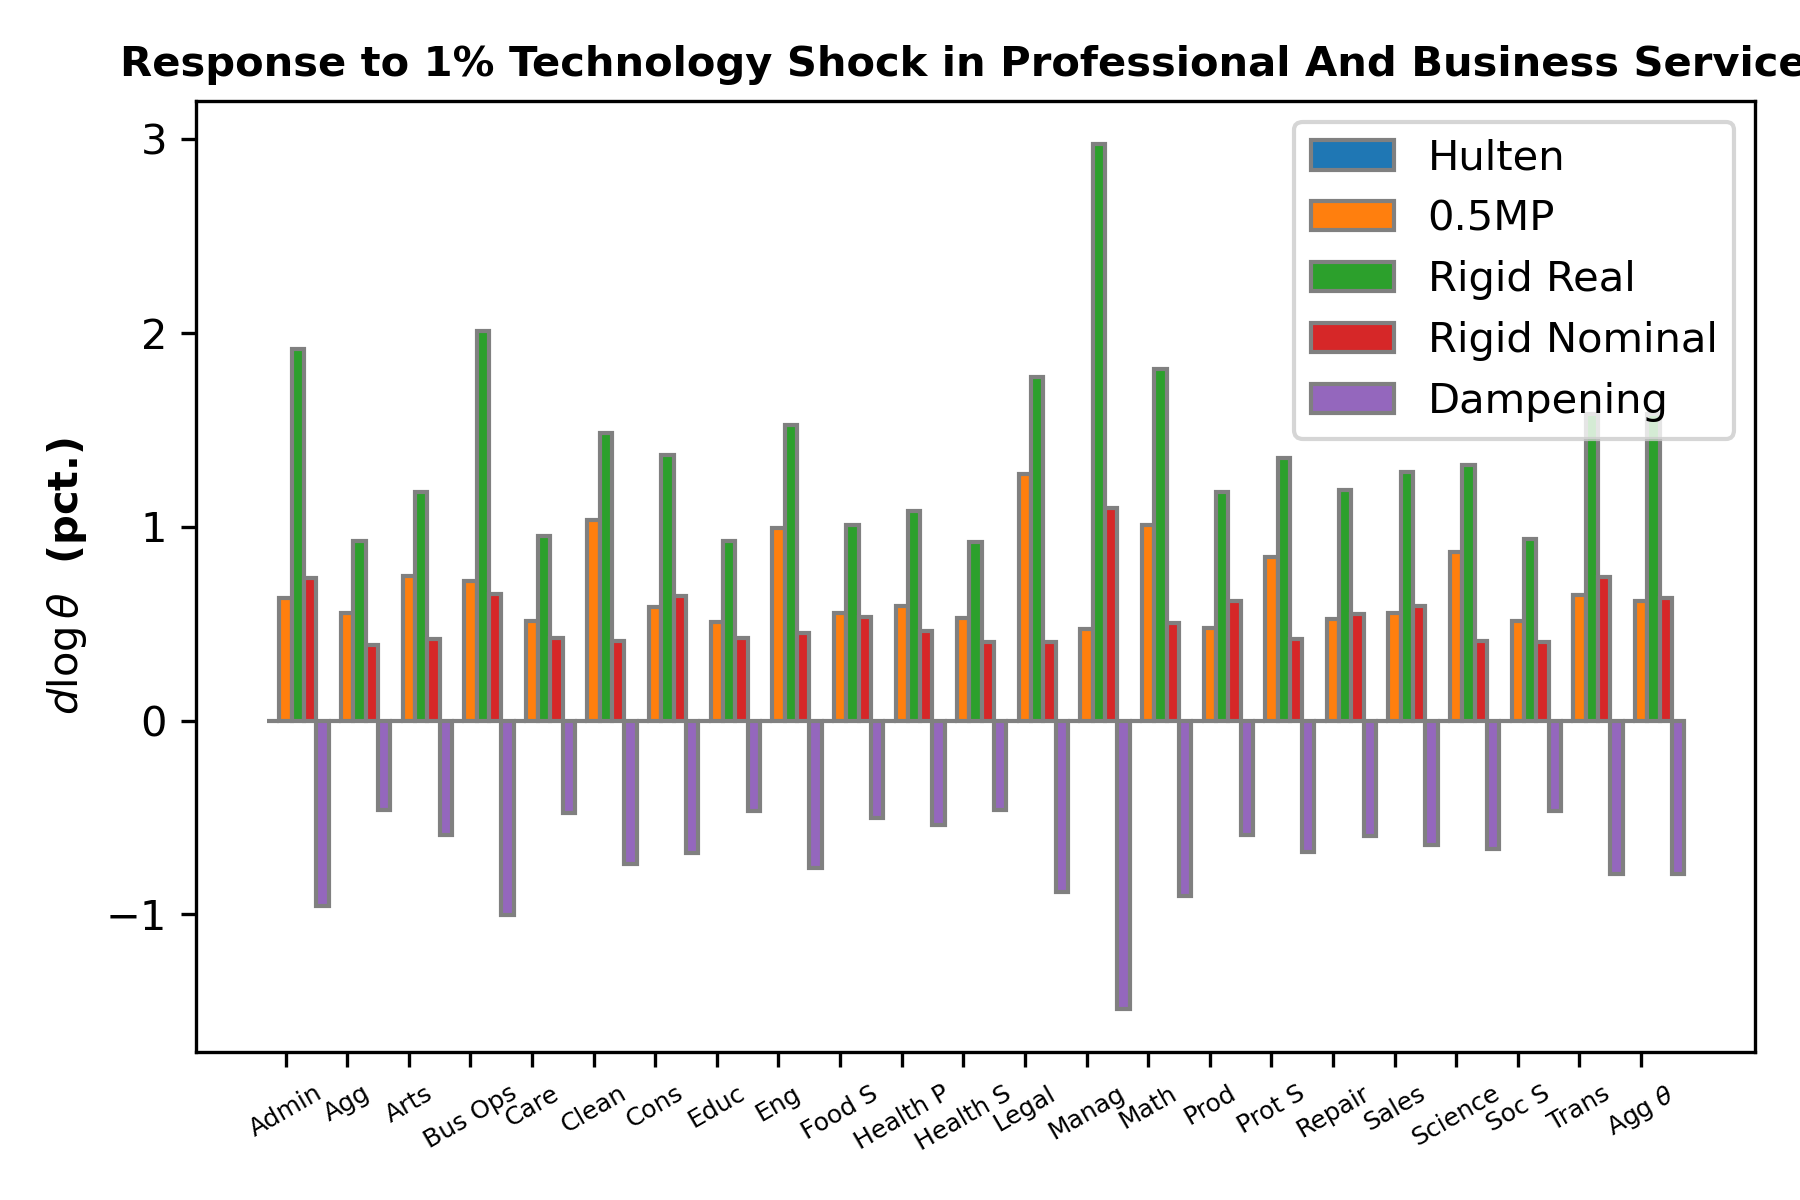 Response to 1% Technology Shock in Professional And Business Service
3
2
1
0
−1
d log θ (pct.)
Hulten
0.5MP
Rigid Real
Rigid Nominal
Dampening
Admin
Agg
Arts
Bus Ops
Care
Clean
Cons
Educ
Eng
Food S
Health P
Health S
Legal
Manag
Math
Prod
Prot S
Repair
Sales
Science
Soc S
Trans
Agg θ